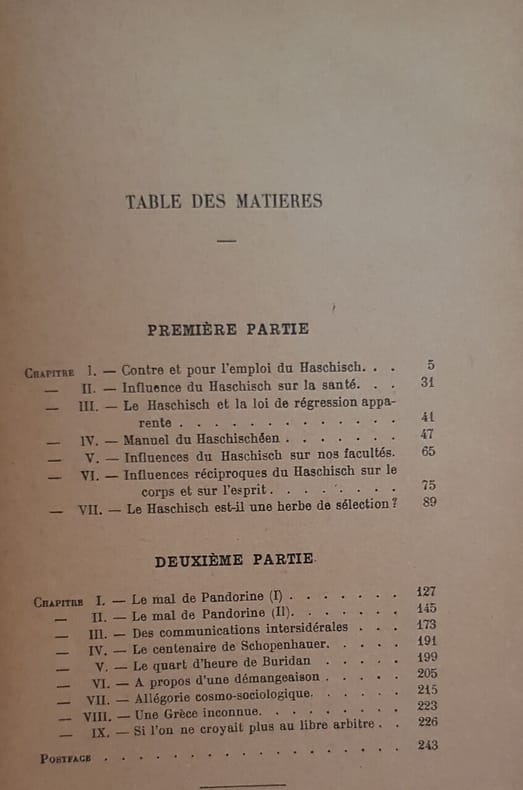 TABLE DES MATIERES
PREMIÈRE PARTIE
CHAPITRE I. — Contre et pour l'emploi du Haschisch. . . 5
— II. — Influence du Haschisch sur la santé. . . 31
— III. — Le Haschisch et la loi de régression appa-
rente . . . . . . . . . . . . . 41
— IV. — Manuel du Haschischéen . . . . . . . 47
— V. — Influences du Haschisch sur nos facultés. 65
— VI. — Influences réciproques du Haschisch sur le
corps et sur l'esprit. . . . . . . . 75
— VII. — Le Haschisch est-il une herbe de sélection ? 89
DEUXIÈME PARTIE
CHAPITRE I. — Le mal de Pandorine (I) . . . . . . . 127
— II. — Le mal de Pandorine (II). . . . . . . 145
— III. — Des communications intersidérales . . . 173
— IV. — Le centenaire de Schopenhauer. . . . . 191
— V. — Le quart d'heure de Buridan . . . . . 199
— VI. — A propos d'une démangeaison . . . . . 205
— VII. — Allégorie cosmo-sociologique. . . . . . 215
— VIII. — Une Grèce inconnue. . . . . . . . . 223
— IX. — Si l'on ne croyait plus au libre arbitre . . 226
POSTFACE . . . . . . . . . . . . . . . . . 243